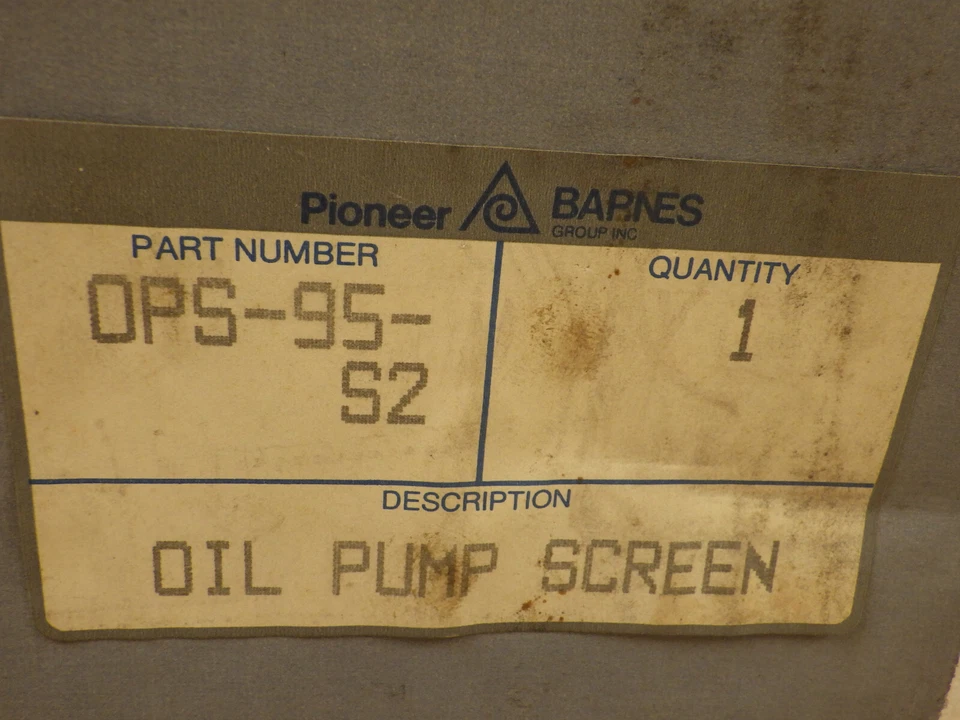 Pioneer BARNES
GROUP INC
PART NUMBER
OPS-95-
S2
QUANTITY
1
DESCRIPTION
OIL PUMP SCREEN